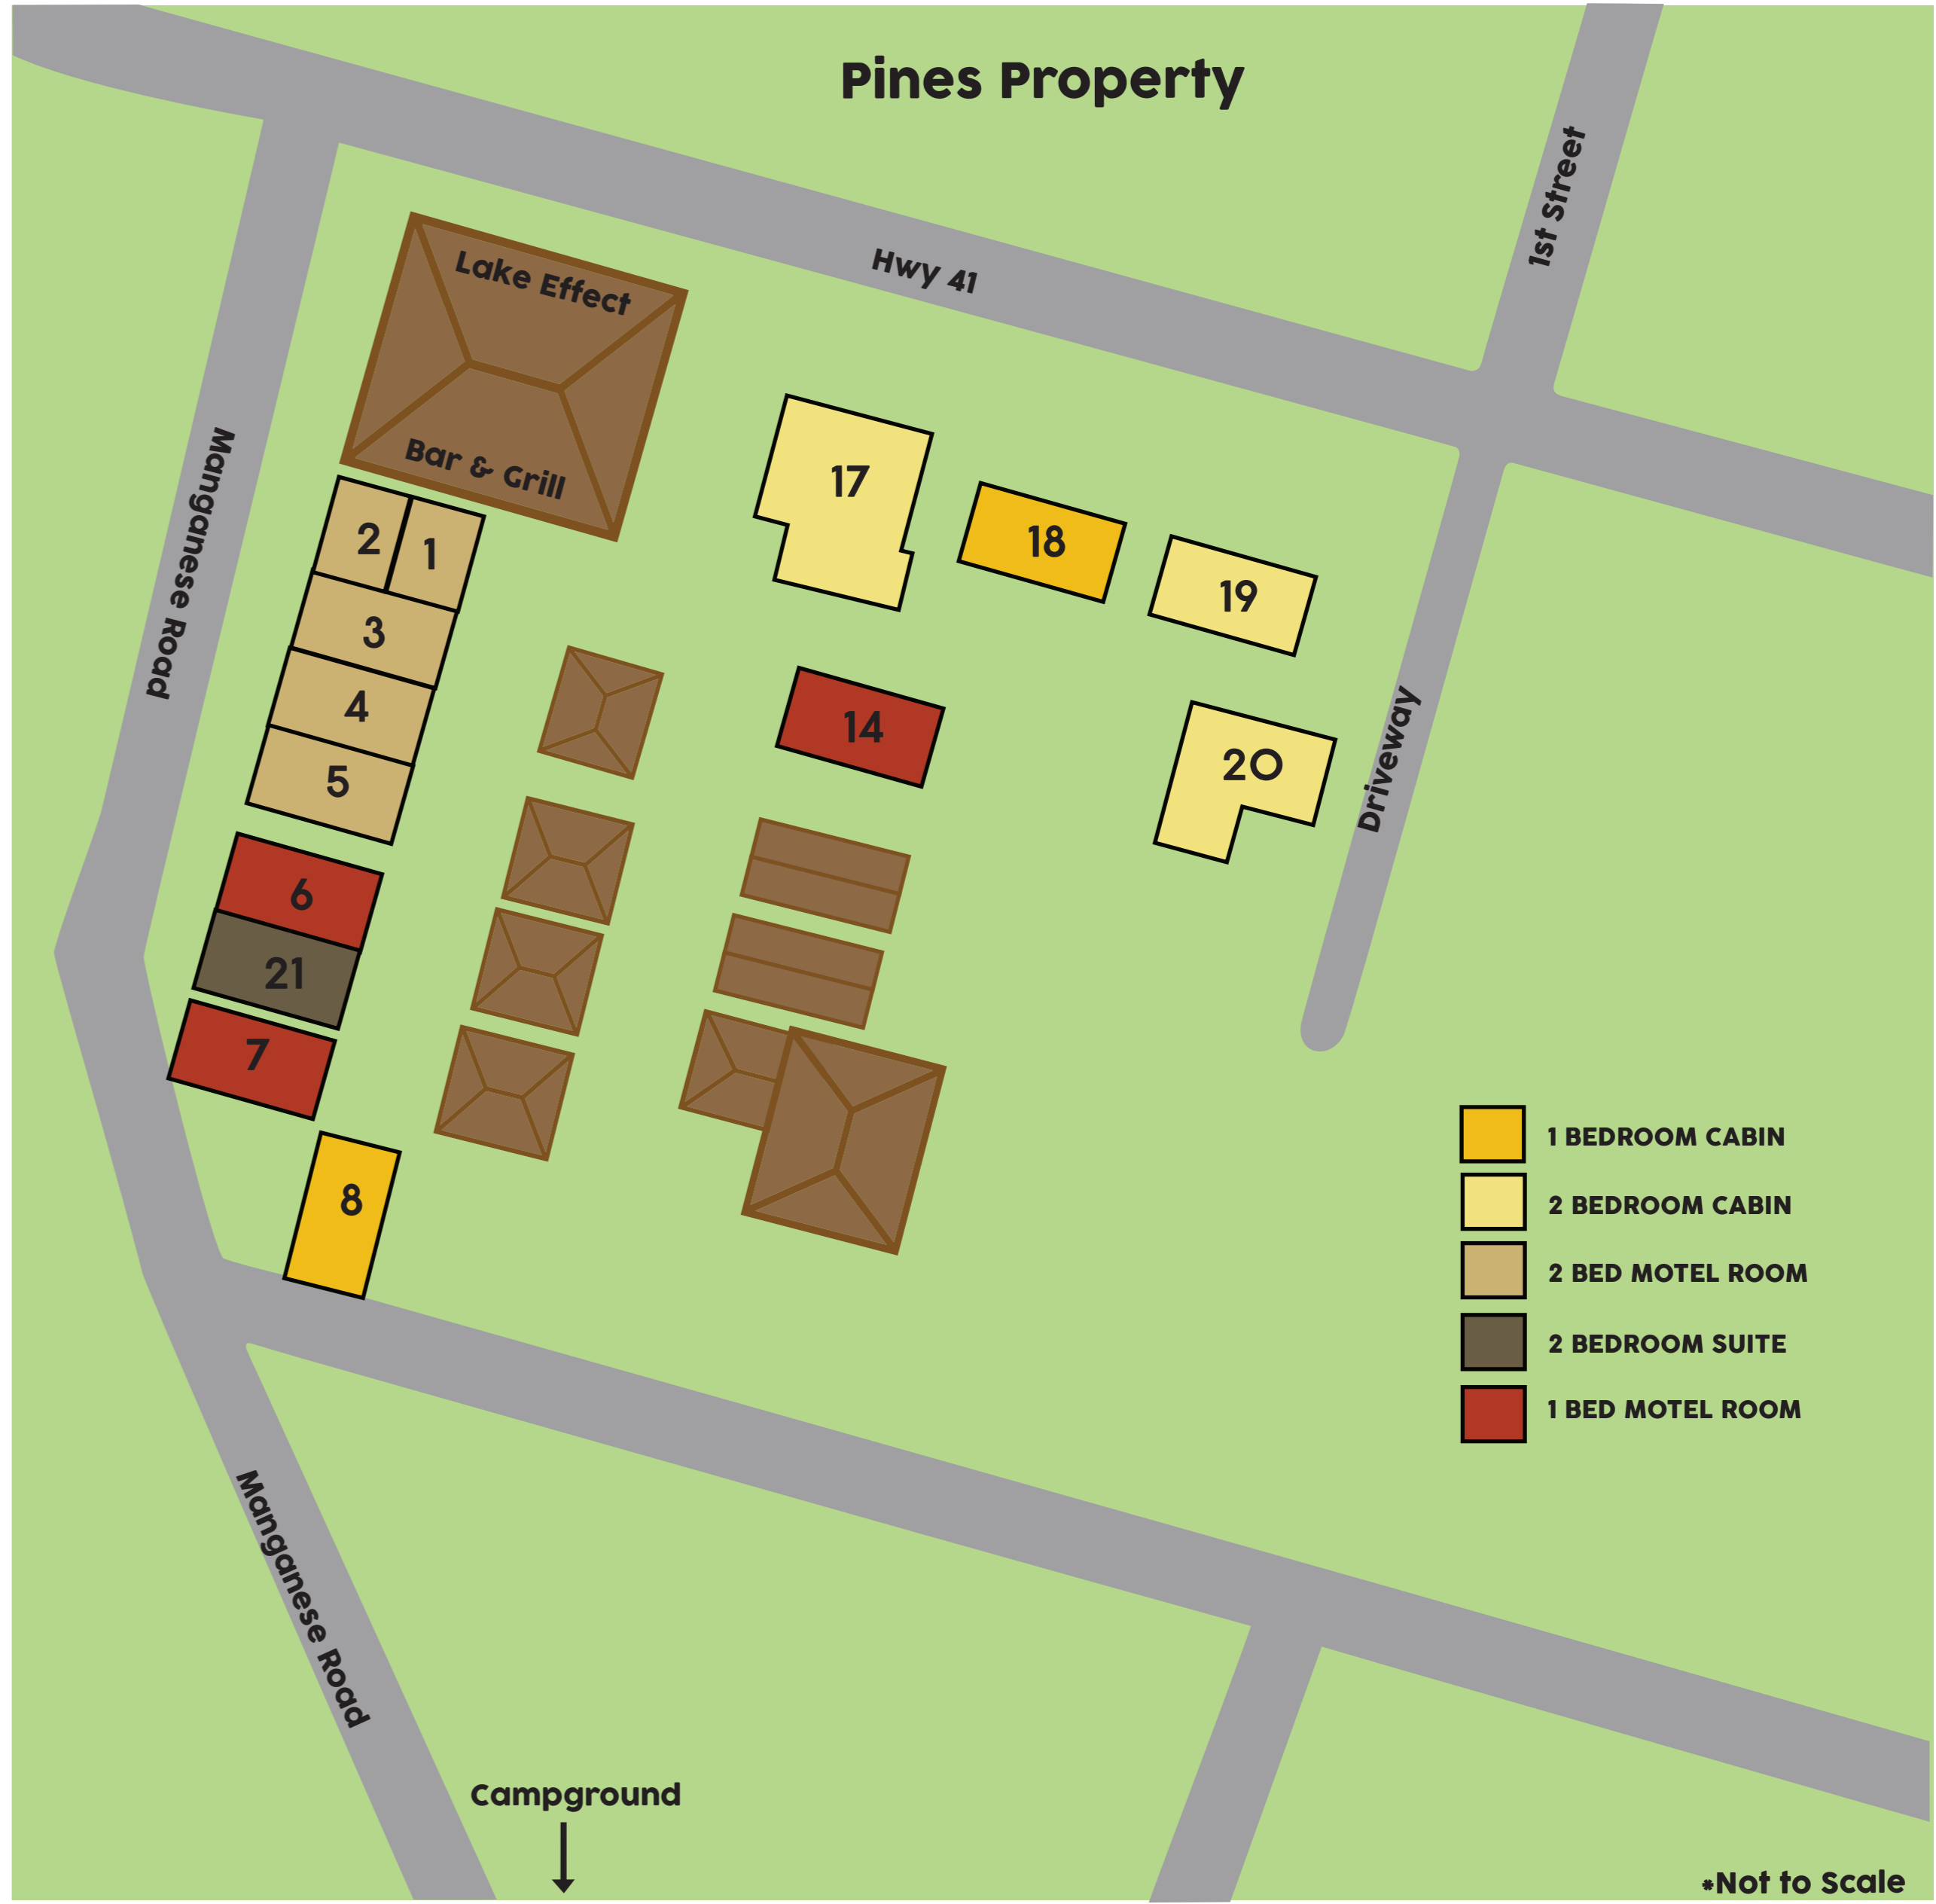 Pines Property
1st Street
Hwy 41
Lake Effect
Bar & Grill
Manganese Road
17
18
19
2
1
3
4
5
14
20
Driveway
6
21
7
8
1 BEDROOM CABIN
2 BEDROOM CABIN
2 BED MOTEL ROOM
2 BEDROOM SUITE
1 BED MOTEL ROOM
Manganese Road
Campground
*Not to Scale